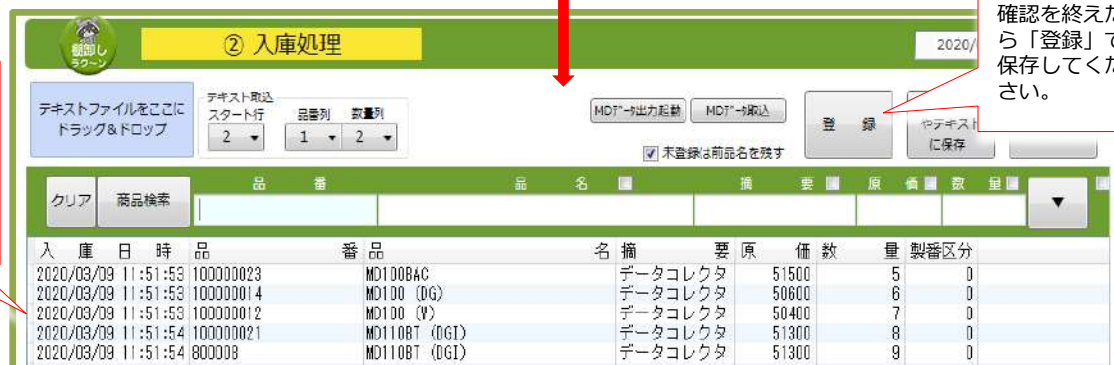 確認を終えた
ら「登録」で
保存してくだ
さい。
棚卸し
ラクーン
② 入庫処理
2020/
テキストファイルをここに
ドラッグ&ドロップ
テキスト取込
スタート行 品番列 数量列
2 1 2
MDﾃﾞｰﾀ出力起動 MDﾃﾞｰﾀ取込
未登録は前品名を残す
登 録
やテキスト
に保存
クリア 商品検索
品 番 品 名 摘 要 原 価 数 量
▼
入 庫 日 時 品 番 品 名 摘 要 原 価 数 量 製番区分
2020/03/09 11:51:53 100000023 MD100BAC データコレクタ 51500 5 0
2020/03/09 11:51:53 100000014 MD100 (DG) データコレクタ 50600 6 0
2020/03/09 11:51:53 100000012 MD100 (V) データコレクタ 50400 7 0
2020/03/09 11:51:54 100000021 MD110BT (DGI) データコレクタ 51300 8 0
2020/03/09 11:51:54 80000B MD110BT (DGI) データコレクタ 51300 9 0